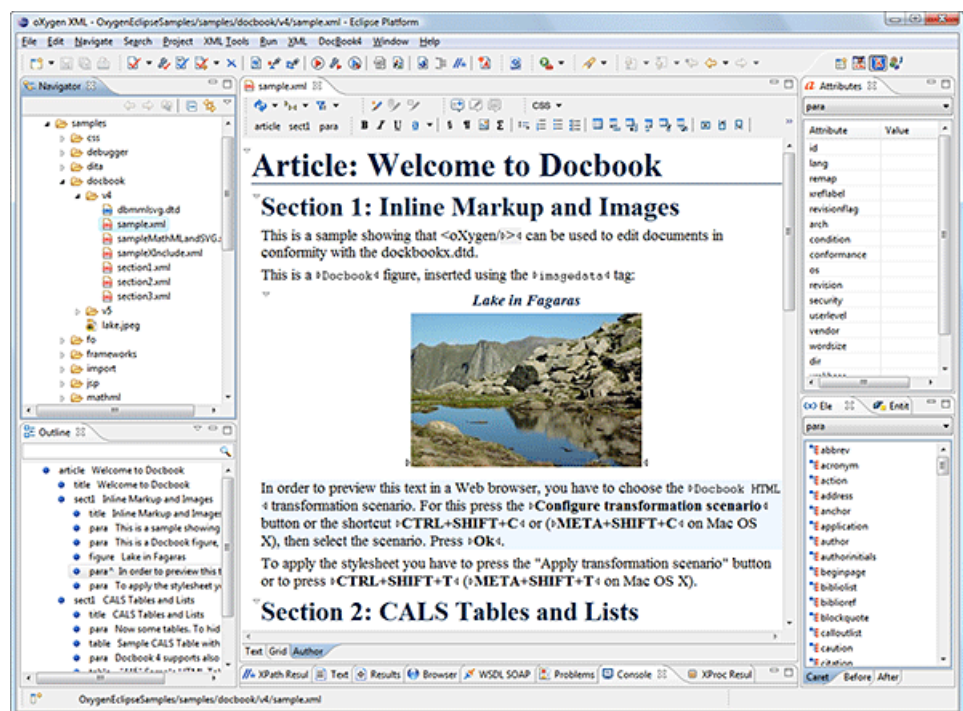 oXygen XML - OxygenEclipseSamples/samples/docbook/v4/sample.xml - Eclipse Platform
File Edit Navigate Search Project XML Tools Run XML DocBook4 Window Help
Navigator
samples
css
debugger
dita
docbook
v4
dbmmlsvg.dtd
sample.xml
sampleMathMLandSVG.
sampleXInclude.xml
section1.xml
section2.xml
section3.xml
v5
lake.jpeg
fo
frameworks
import
jsp
mathml
Outline
article Welcome to Docbook
title Welcome to Docbook
sect1 Inline Markup and Images
title Inline Markup and Images
para This is a sample showing
para This is a Docbook figure,
figure Lake in Fagaras
para* In order to preview this t
para To apply the stylesheet y
sect1 CALS Tables and Lists
title CALS Tables and Lists
para Now some tables. To hid
table Sample CALS Table with
para Docbook 4 supports also
sample.xml
CSS
article sect1 para B I U
Article: Welcome to Docbook
Section 1: Inline Markup and Images
This is a sample showing that <oXygen/> can be used to edit documents in
conformity with the dockbookx.dtd.
This is a Docbook figure, inserted using the imagedata tag:
Lake in Fagaras
In order to preview this text in a Web browser, you have to choose the Docbook HTML
transformation scenario. For this press the Configure transformation scenario
button or the shortcut CTRL+SHIFT+C or (META+SHIFT+C on Mac OS
X), then select the scenario. Press Ok.
To apply the stylesheet you have to press the "Apply transformation scenario" button
or to press CTRL+SHIFT+T (META+SHIFT+T on Mac OS X).
Section 2: CALS Tables and Lists
Text Grid Author
XPath Resul Text Results Browser WSDL SOAP Problems Console XProc Resul
Attributes
para
Attribute Value
id
lang
remap
xreflabel
revisionflag
arch
condition
conformance
os
revision
security
userlevel
vendor
wordsize
dir
Ele Entit
para
abbrev
acronym
action
address
anchor
application
author
authorinitials
beginpage
bibliolist
biblioref
blockquote
calloutlist
caution
citation
Caret Before After
OxygenEclipseSamples/samples/docbook/v4/sample.xml